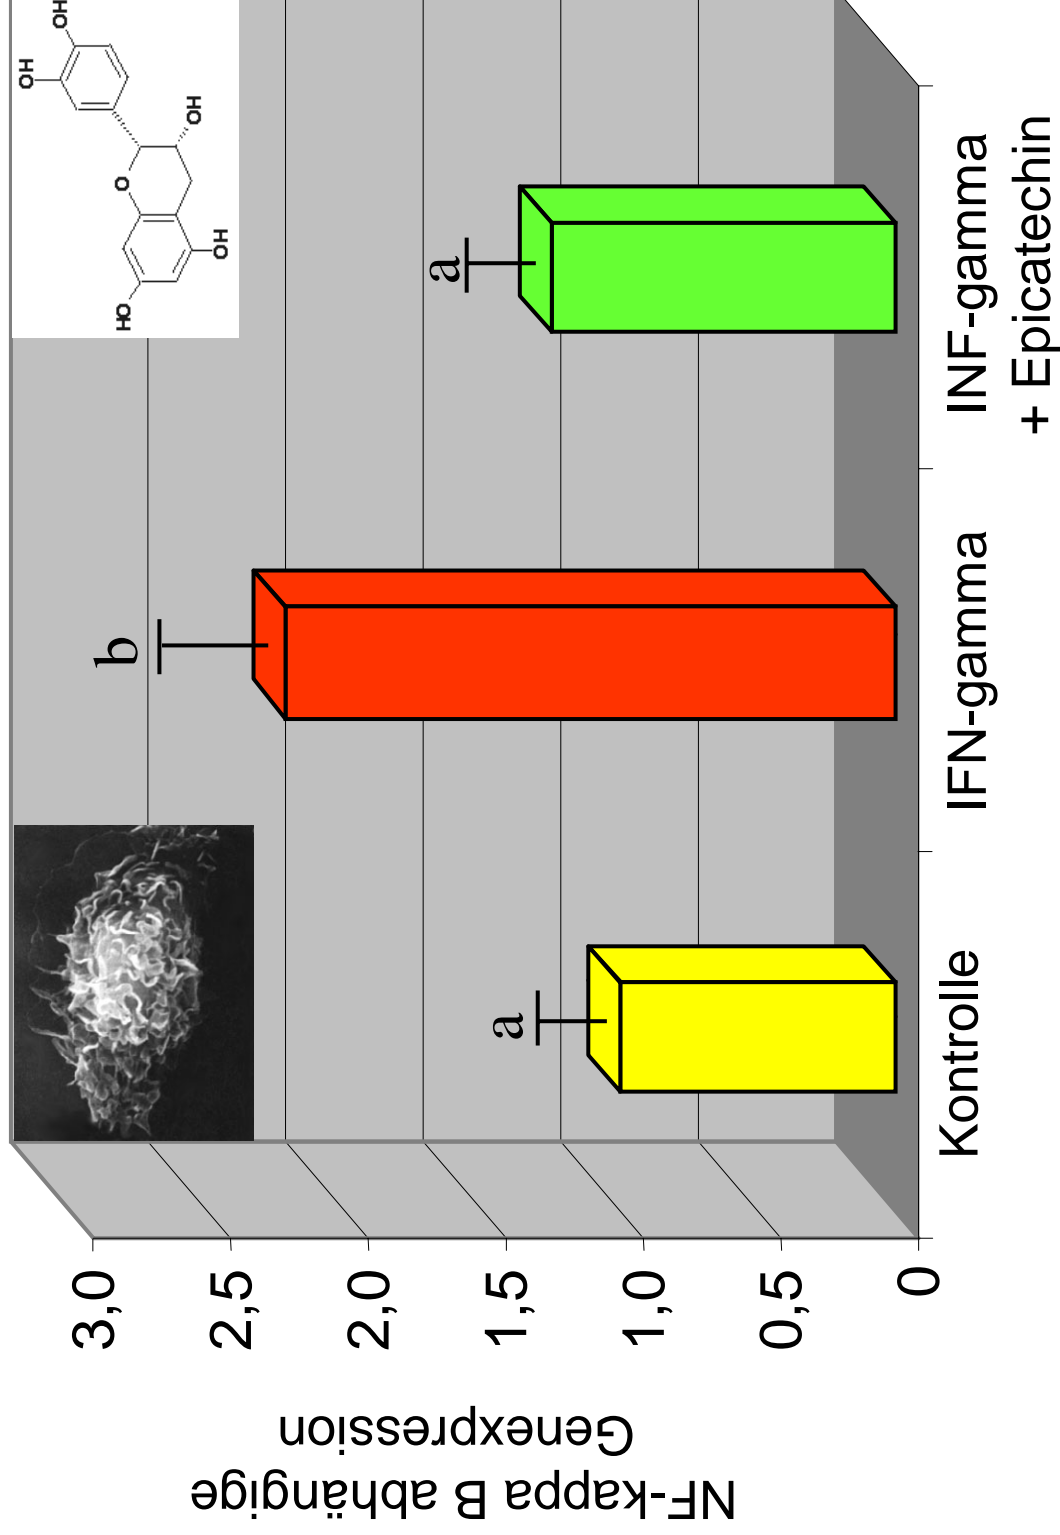 NF-kappa B abhängige
Genexpression
3,0
2,5
2,0
1,5
1,0
0,5
0
a
b
a
Kontrolle
IFN-gamma
INF-gamma
+ Epicatechin
HO
O
OH
OH
OH
OH